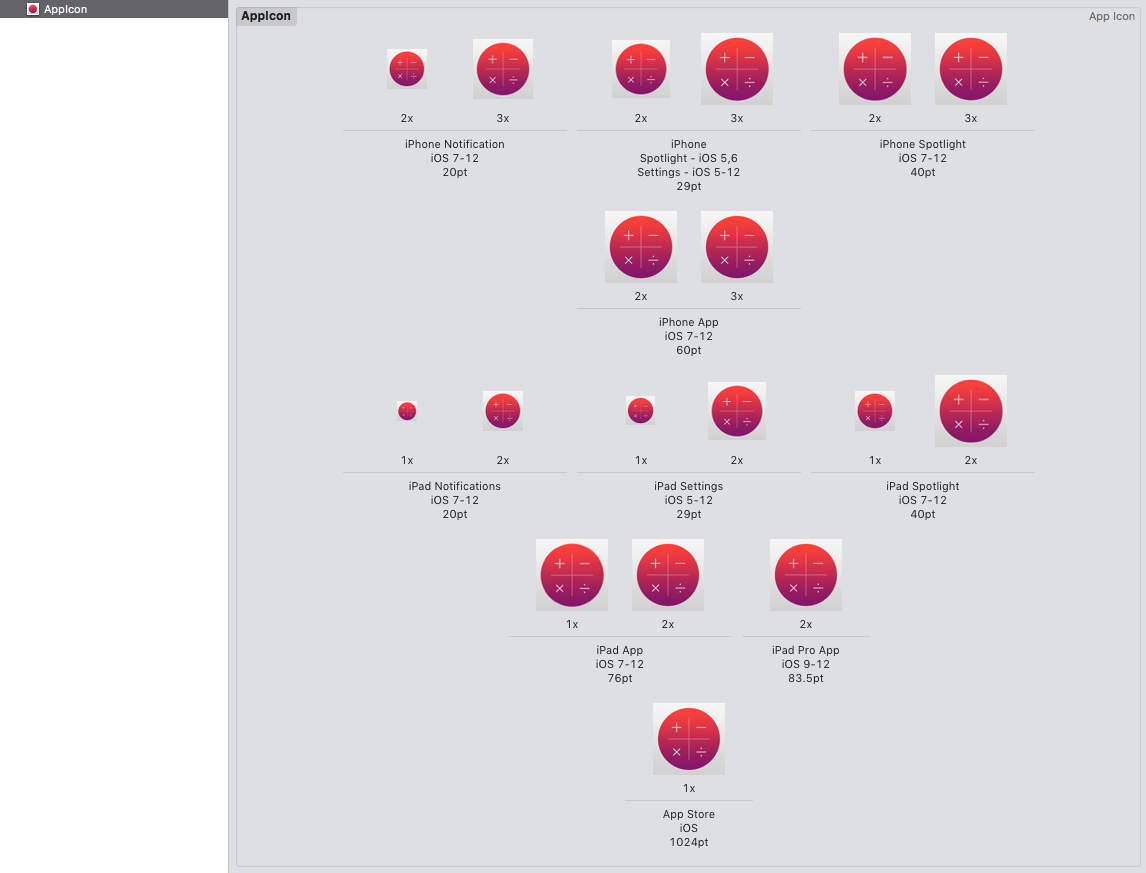 AppIcon
AppIcon
App Icon
2x 3x 2x 3x 2x 3x
iPhone Notification
iOS 7-12
20pt
iPhone
Spotlight - iOS 5,6
Settings - iOS 5-12
29pt
iPhone Spotlight
iOS 7-12
40pt
2x 3x
iPhone App
iOS 7-12
60pt
1x 2x 1x 2x 1x 2x
iPad Notifications
iOS 7-12
20pt
iPad Settings
iOS 5-12
29pt
iPad Spotlight
iOS 7-12
40pt
1x 2x 2x
iPad App
iOS 7-12
76pt
iPad Pro App
iOS 9-12
83.5pt
1x
App Store
iOS
1024pt